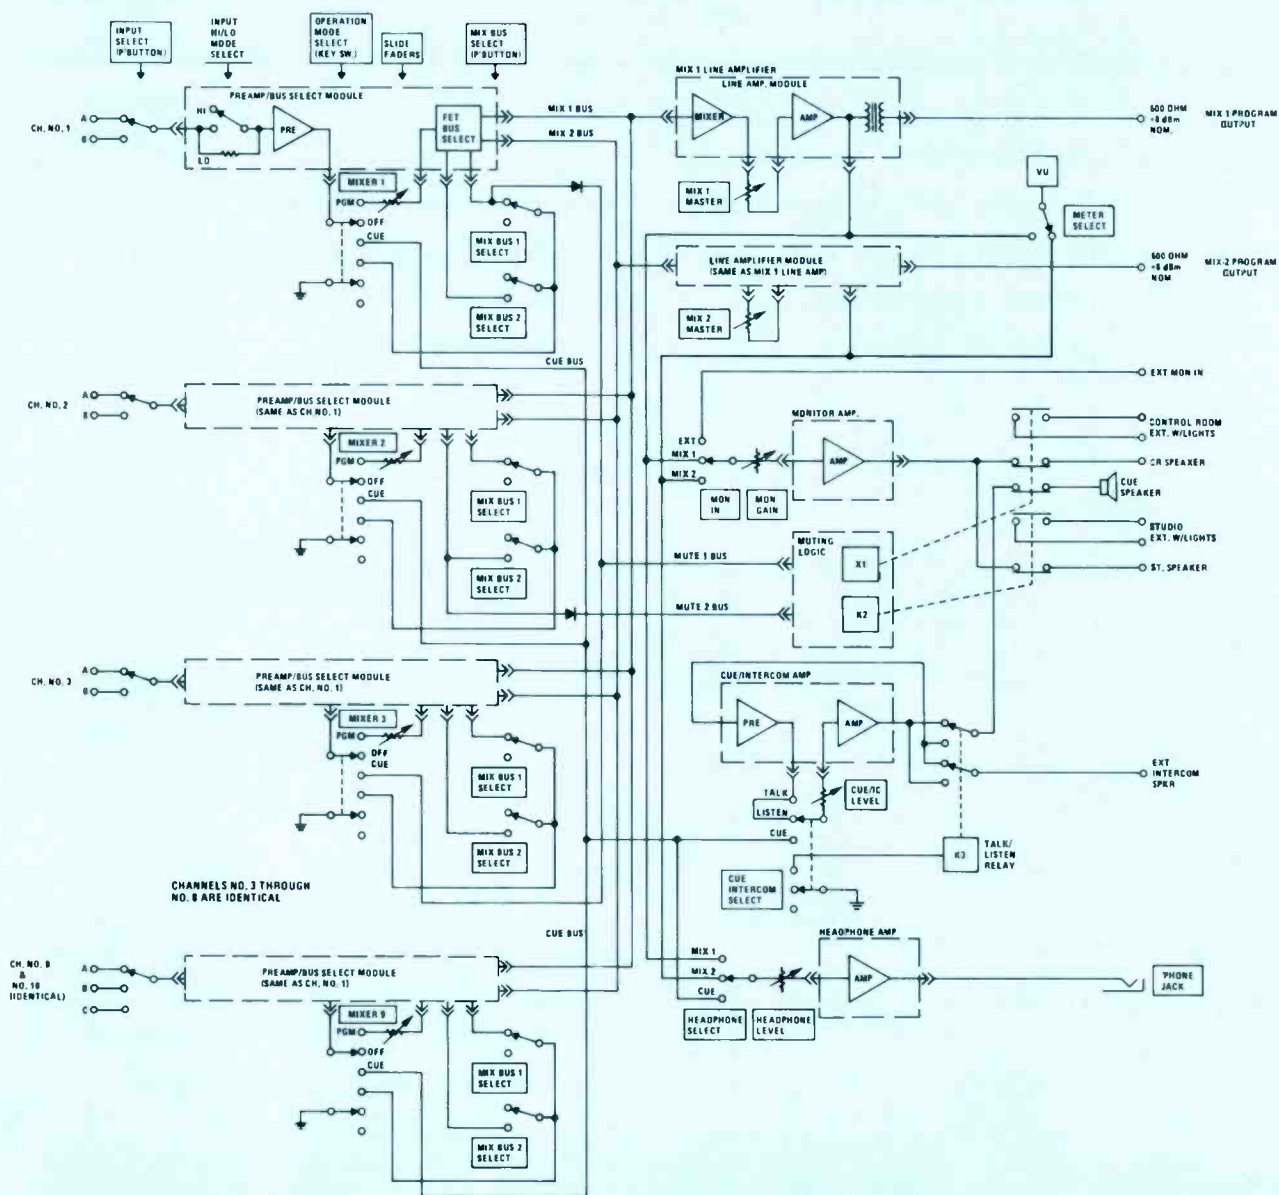 INPUT
SELECT
(P'BUTTON)
INPUT
HI/LO
MODE
SELECT
OPERATION
MODE
SELECT
(KEY SW.)
SLIDE
FADERS
MIX BUS
SELECT
(P'BUTTON)
PREAMP/BUS SELECT MODULE
CH. NO. 1
A
B
HI
LO
PRE
FET
BUS
SELECT
MIX 1 BUS
MIX 2 BUS
MIXER 1
PGM
OFF
CUE
MIX BUS 1
SELECT
MIX BUS 2
SELECT
CUE BUS
MIX 1 LINE AMPLIFIER
LINE AMP. MODULE
MIXER
AMP
MIX 1
MASTER
600 OHM
+8 dBm
NOM.
MIX 1 PROGRAM
OUTPUT
VU
METER
SELECT
LINE AMPLIFIER MODULE
(SAME AS MIX 1 LINE AMP)
MIX 2
MASTER
600 OHM
+8 dBm
NOM
MIX-2 PROGRAM
OUTPUT
CH. NO. 2
A
B
PREAMP/BUS SELECT MODULE
(SAME AS CH. NO. 1)
MIXER 2
PGM
OFF
CUE
MIX BUS 1
SELECT
MIX BUS 2
SELECT
EXT MON IN
EXT
MIX 1
MIX 2
MON
IN
MON
GAIN
MONITOR AMP.
AMP
CONTROL ROOM
EXT. W/LIGHTS
CR SPEAKER
CUE
SPEAKER
STUDIO
EXT. W/LIGHTS
ST. SPEAKER
MUTE 1 BUS
MUTE 2 BUS
MUTING
LOGIC
K1
K2
CH. NO. 3
A
B
PREAMP/BUS SELECT MODULE
(SAME AS CH. NO. 1)
MIXER 3
PGM
OFF
CUE
MIX BUS 1
SELECT
MIX BUS 2
SELECT
CHANNELS NO. 3 THROUGH
NO. 8 ARE IDENTICAL
CUE BUS
CUE/INTERCOM AMP
PRE
AMP
TALK
LISTEN
CUE
CUE/IC
LEVEL
CUE
INTERCOM
SELECT
K3
TALK/
LISTEN
RELAY
EXT
INTERCOM
SPKR
CH. NO. 9
&
NO. 10
(IDENTICAL)
A
B
C
PREAMP/BUS SELECT MODULE
(SAME AS CH. NO. 1)
MIXER 9
PGM
OFF
CUE
MIX BUS 1
SELECT
MIX BUS 2
SELECT
MIX 1
MIX 2
CUE
HEADPHONE
SELECT
HEADPHONE
LEVEL
HEADPHONE AMP
AMP
'PHONE
JACK